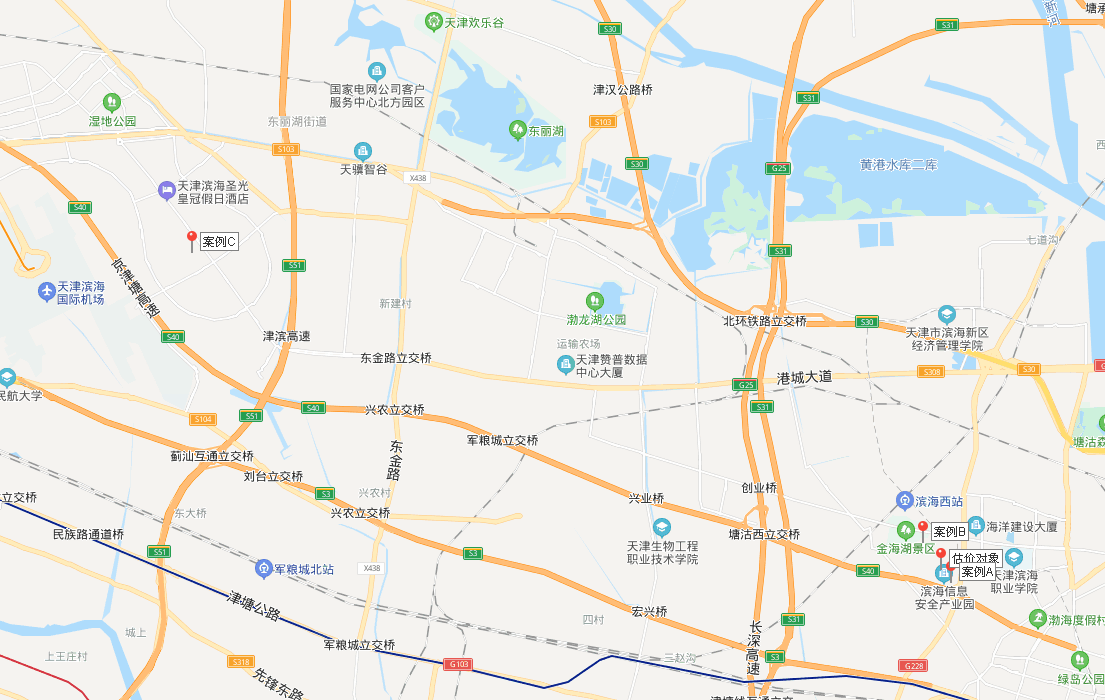 天津欢乐谷
S30
S31
新
河
塘承
国家电网公司客户
服务中心北方园区
津汉公路桥
S31
湿地公园
东丽湖街道
S103
东丽湖
S103
天骥智谷
X438
S30
G25
黄港水库二库
西
天津滨海圣光
皇冠假日酒店
S40
案例C
七道沟
S31
S51
京津塘高速
天津滨海
国际机场
新建村
渤龙湖公园
北环铁路立交桥
S30
天津市滨海新区
经济管理学院
S40
津滨高速
运输农场
东金路立交桥
天津赞普数据
中心大厦
港城大道
S308
S30
G25
民航大学
S104
S51
S40
兴农立交桥
S31
军粮城立交桥
塘沽森
蓟汕互通立交桥
东金路
刘台立交桥
兴农村
S3
立交桥
兴农立交桥
东大桥
兴业桥
创业桥
滨海西站
民族路通道桥
塘沽西立交桥
金海湖景区
案例B
海洋建设大厦
S51
S3
天津生物工程
职业技术学院
估价对象
案例A
S40
天津滨海
职业学院
军粮城北站
X438
滨海信息
安全产业园
津塘公路
宏兴桥
四村
S31
渤海度假村
城上
长深高速
军粮城立交桥
上王庄村
S318
G103
三赵沟
S3
G228
先锋东路
绿岛公园